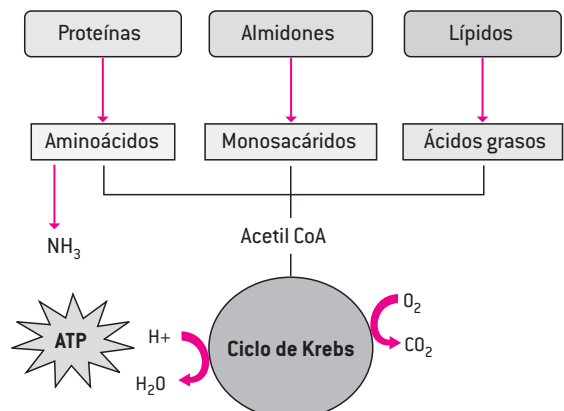 Proteínas
Almidones
Lípidos
Aminoácidos
Monosacáridos
Ácidos grasos
NH3
Acetil CoA
ATP
H+
H2O
Ciclo de Krebs
O2
CO2